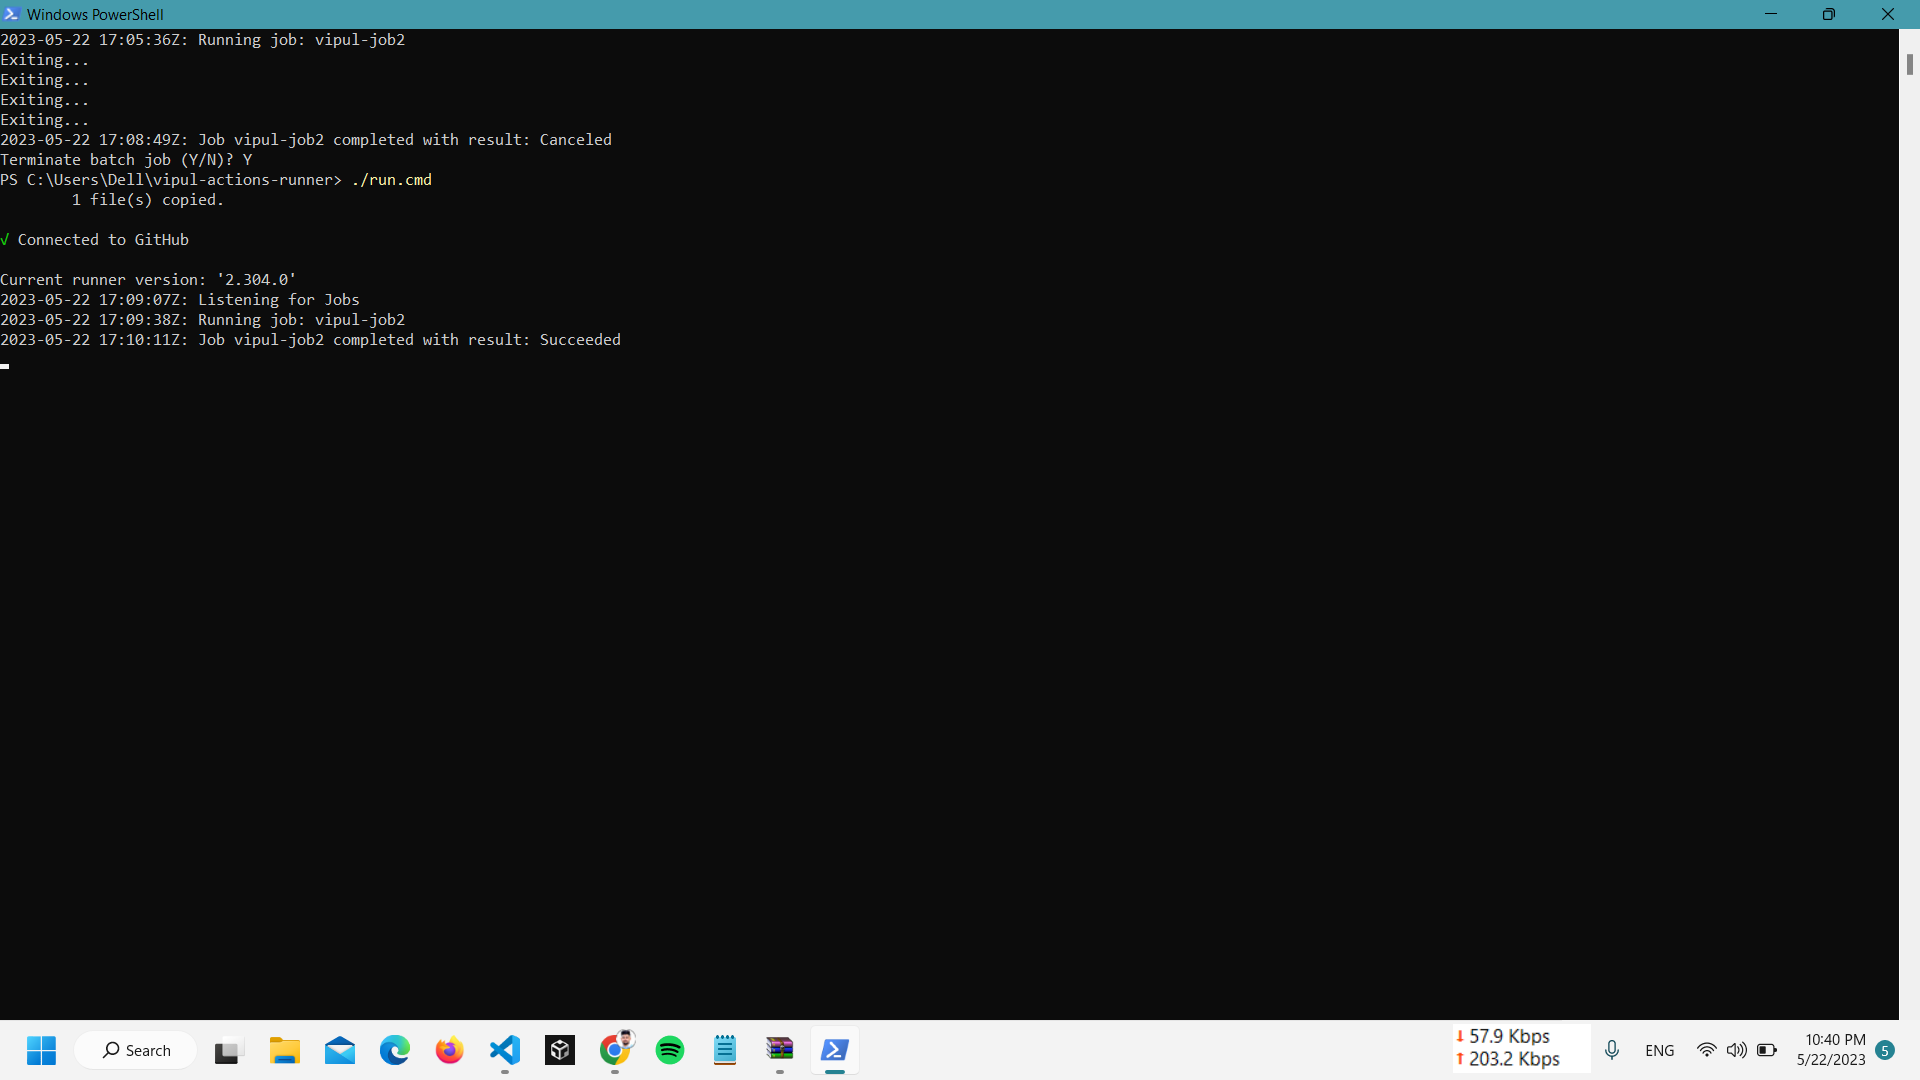 Windows PowerShell
2023-05-22 17:05:36Z: Running job: vipul-job2
Exiting...
Exiting...
Exiting...
Exiting...
2023-05-22 17:08:49Z: Job vipul-job2 completed with result: Canceled
Terminate batch job (Y/N)? Y
PS C:\Users\Dell\vipul-actions-runner> ./run.cmd
        1 file(s) copied.
√ Connected to GitHub
Current runner version: '2.304.0'
2023-05-22 17:09:07Z: Listening for Jobs
2023-05-22 17:09:38Z: Running job: vipul-job2
2023-05-22 17:10:11Z: Job vipul-job2 completed with result: Succeeded
Search
↓ 57.9 Kbps
↑ 203.2 Kbps
ENG
10:40 PM
5/22/2023
5